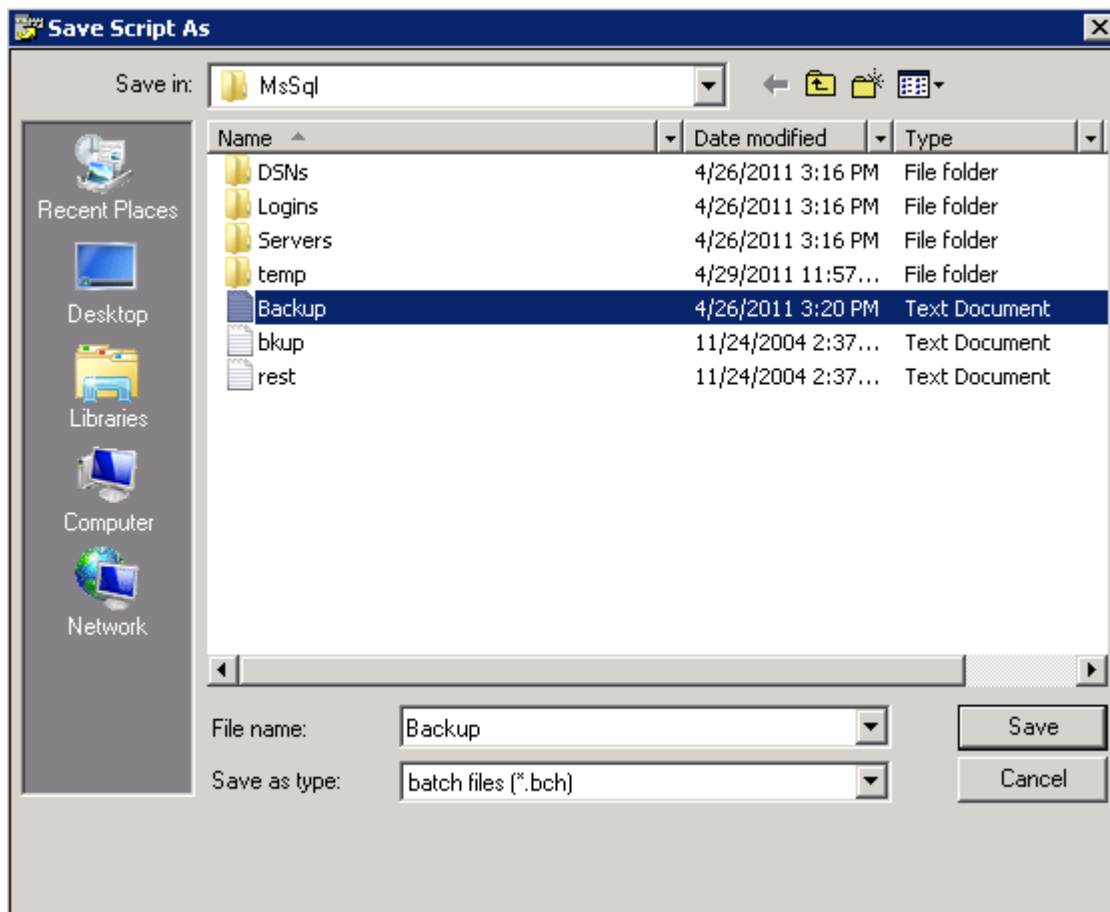 Save Script As
Save in: MsSql
Name Date modified Type
DSNs 4/26/2011 3:16 PM File folder
Logins 4/26/2011 3:16 PM File folder
Servers 4/26/2011 3:16 PM File folder
temp 4/29/2011 11:57... File folder
Backup 4/26/2011 3:20 PM Text Document
bkup 11/24/2004 2:37... Text Document
rest 11/24/2004 2:37... Text Document
Recent Places
Desktop
Libraries
Computer
Network
File name: Backup Save
Save as type: batch files (*.bch) Cancel